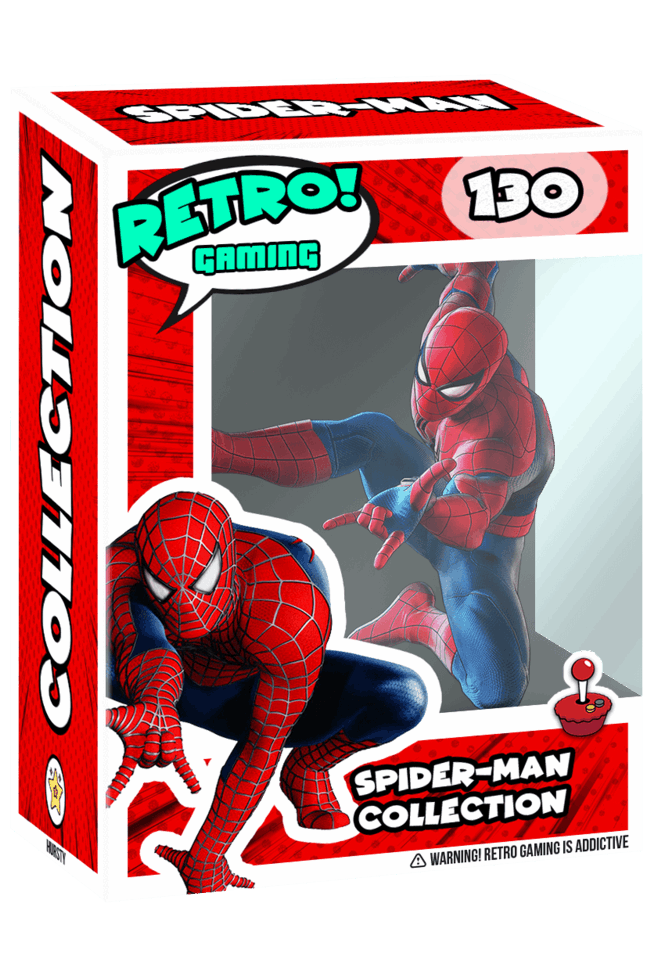 SPIDER-MAN
COLLECTION
RETRO!
GAMING
130
SPIDER-MAN
COLLECTION
WARNING! RETRO GAMING IS ADDICTIVE
HURSTY